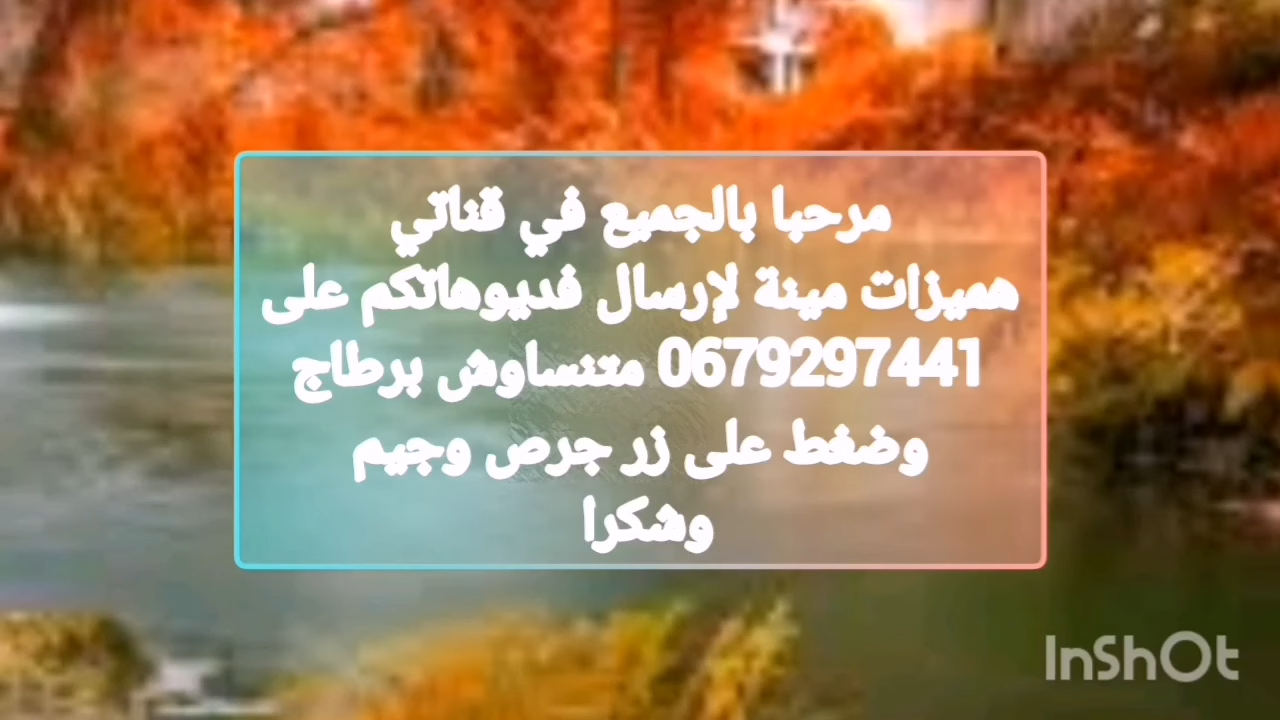 مرحبا بالجميع في قناتي
هميزات مينة لإرسال فديوهاتكم على
0679297441 متنساوش برطاج
وضغط على زر جرص وجيم
وشكرا
InShOt